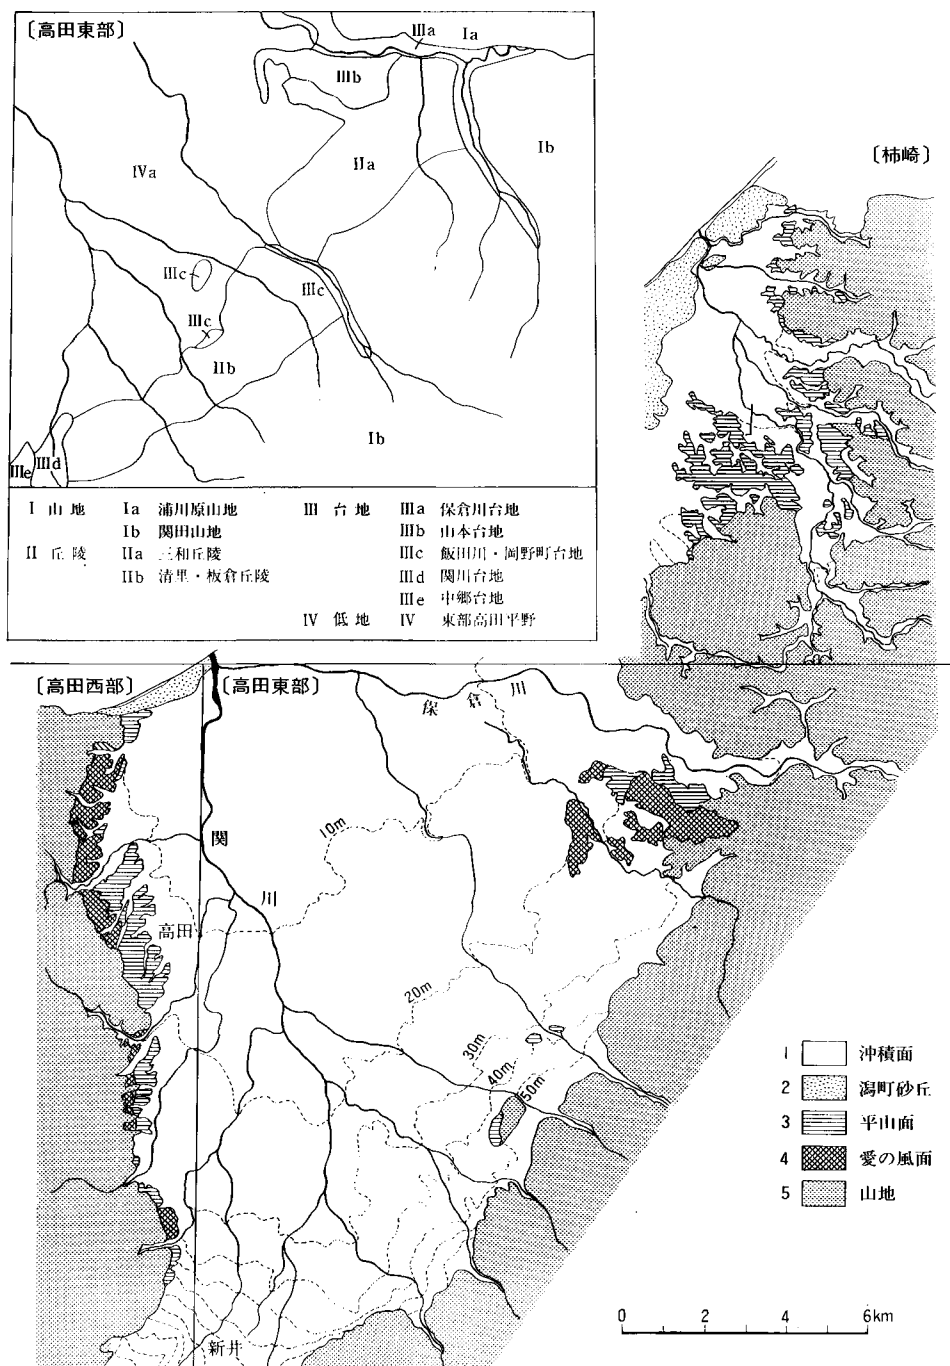 〔高田東部〕
Ⅲa
Ⅰa
Ⅲb
Ⅰb
Ⅱa
Ⅳa
Ⅲc
Ⅲc
Ⅲc
Ⅱb
Ⅰb
Ⅲe
Ⅲd
Ⅰ 山地 Ⅰa 浦川原山地 Ⅲ 台地 Ⅲa 保倉川台地
Ⅰb 関田山地 Ⅲb 山本台地
Ⅱ 丘陵 Ⅱa 三和丘陵 Ⅲc 飯田川・岡野町台地
Ⅱb 清里・板倉丘陵 Ⅲd 関川台地
Ⅲe 中郷台地
Ⅳ 低地 Ⅳ 東部高田平野
〔柿崎〕
〔高田西部〕
〔高田東部〕
保倉川
関川
高田
新井
10m
20m
30m
40m
50m
1 沖積面
2 潟町砂丘
3 平山面
4 愛の風面
5 山地
0 2 4 6km